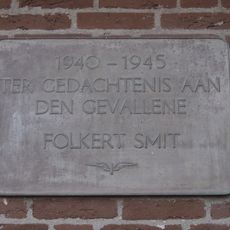 1940 - 1945
TER GEDACHTENIS AAN
DEN GEVALLENE
FOLKERT SMIT